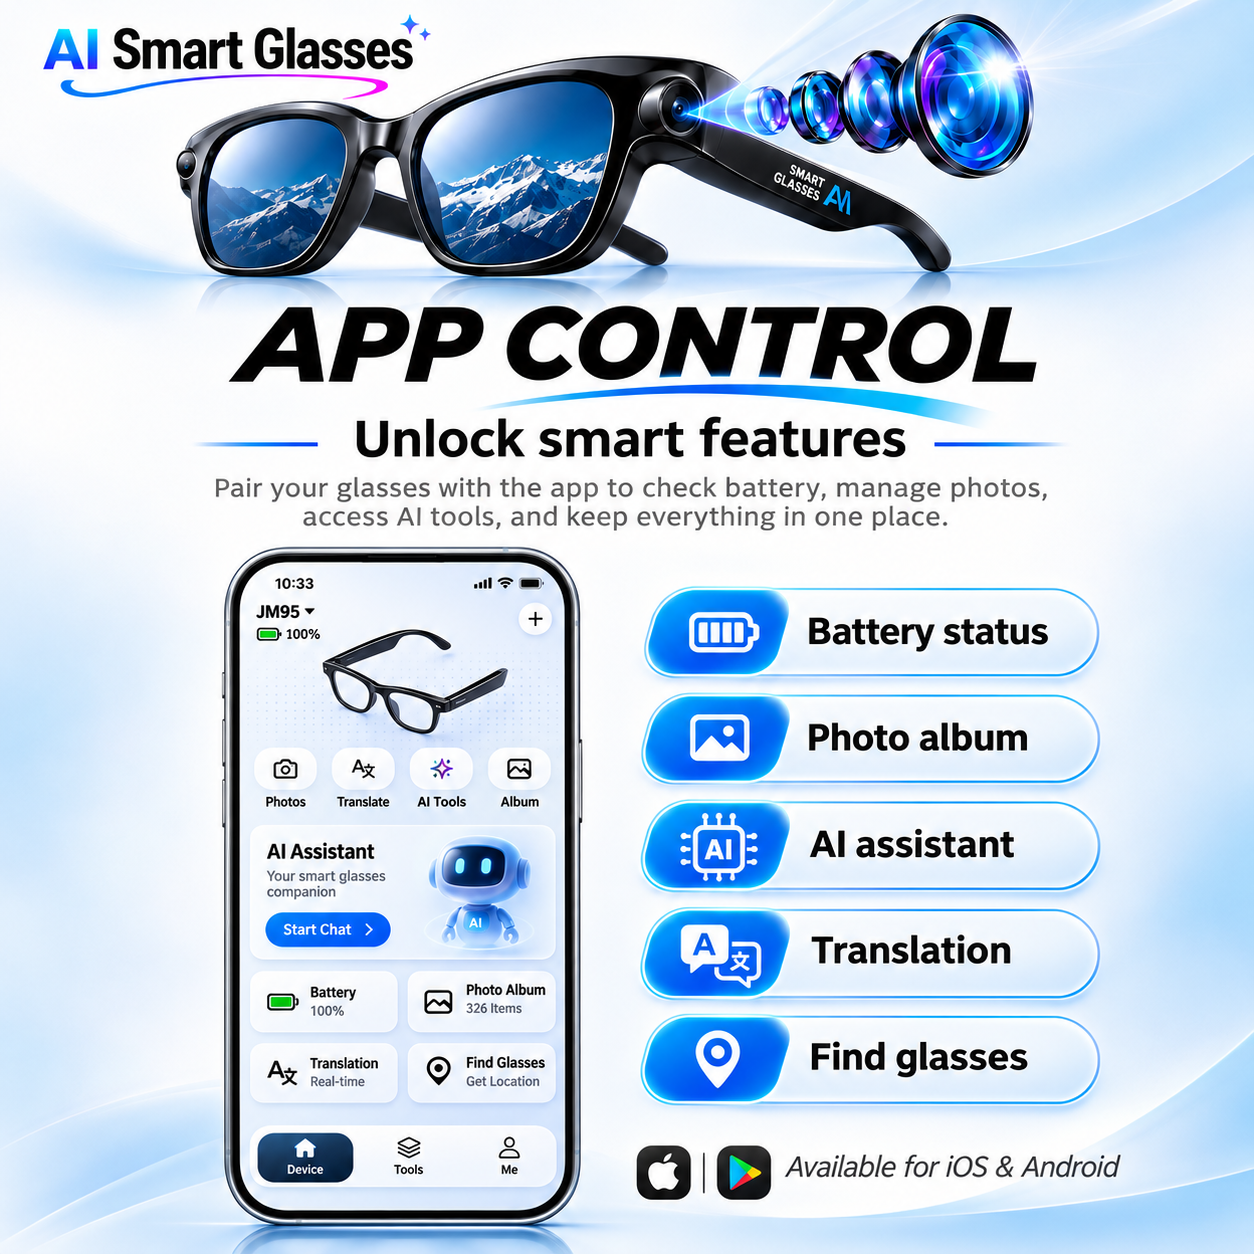 AI Smart Glasses
SMART
GLASSES AI
APP CONTROL
Unlock smart features
Pair your glasses with the app to check battery, manage photos,
access AI tools, and keep everything in one place.
10:33
JM95
100%
Photos
Translate
AI Tools
Album
AI Assistant
Your smart glasses
companion
Start Chat
AI
Battery
100%
Photo Album
326 Items
A文
Translation
Real-time
Find Glasses
Get Location
Device
Tools
Me
Battery status
Photo album
AI
AI assistant
A文
Translation
Find glasses
Available for iOS & Android